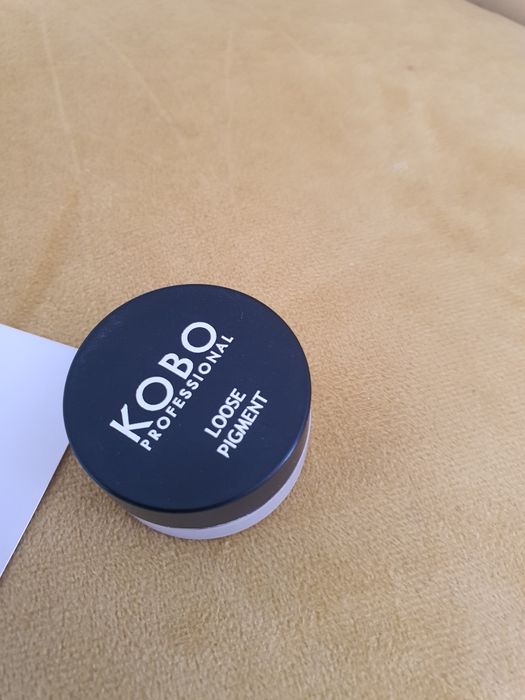 KOBO
PROFESSIONAL
LOOSE
PIGMENT